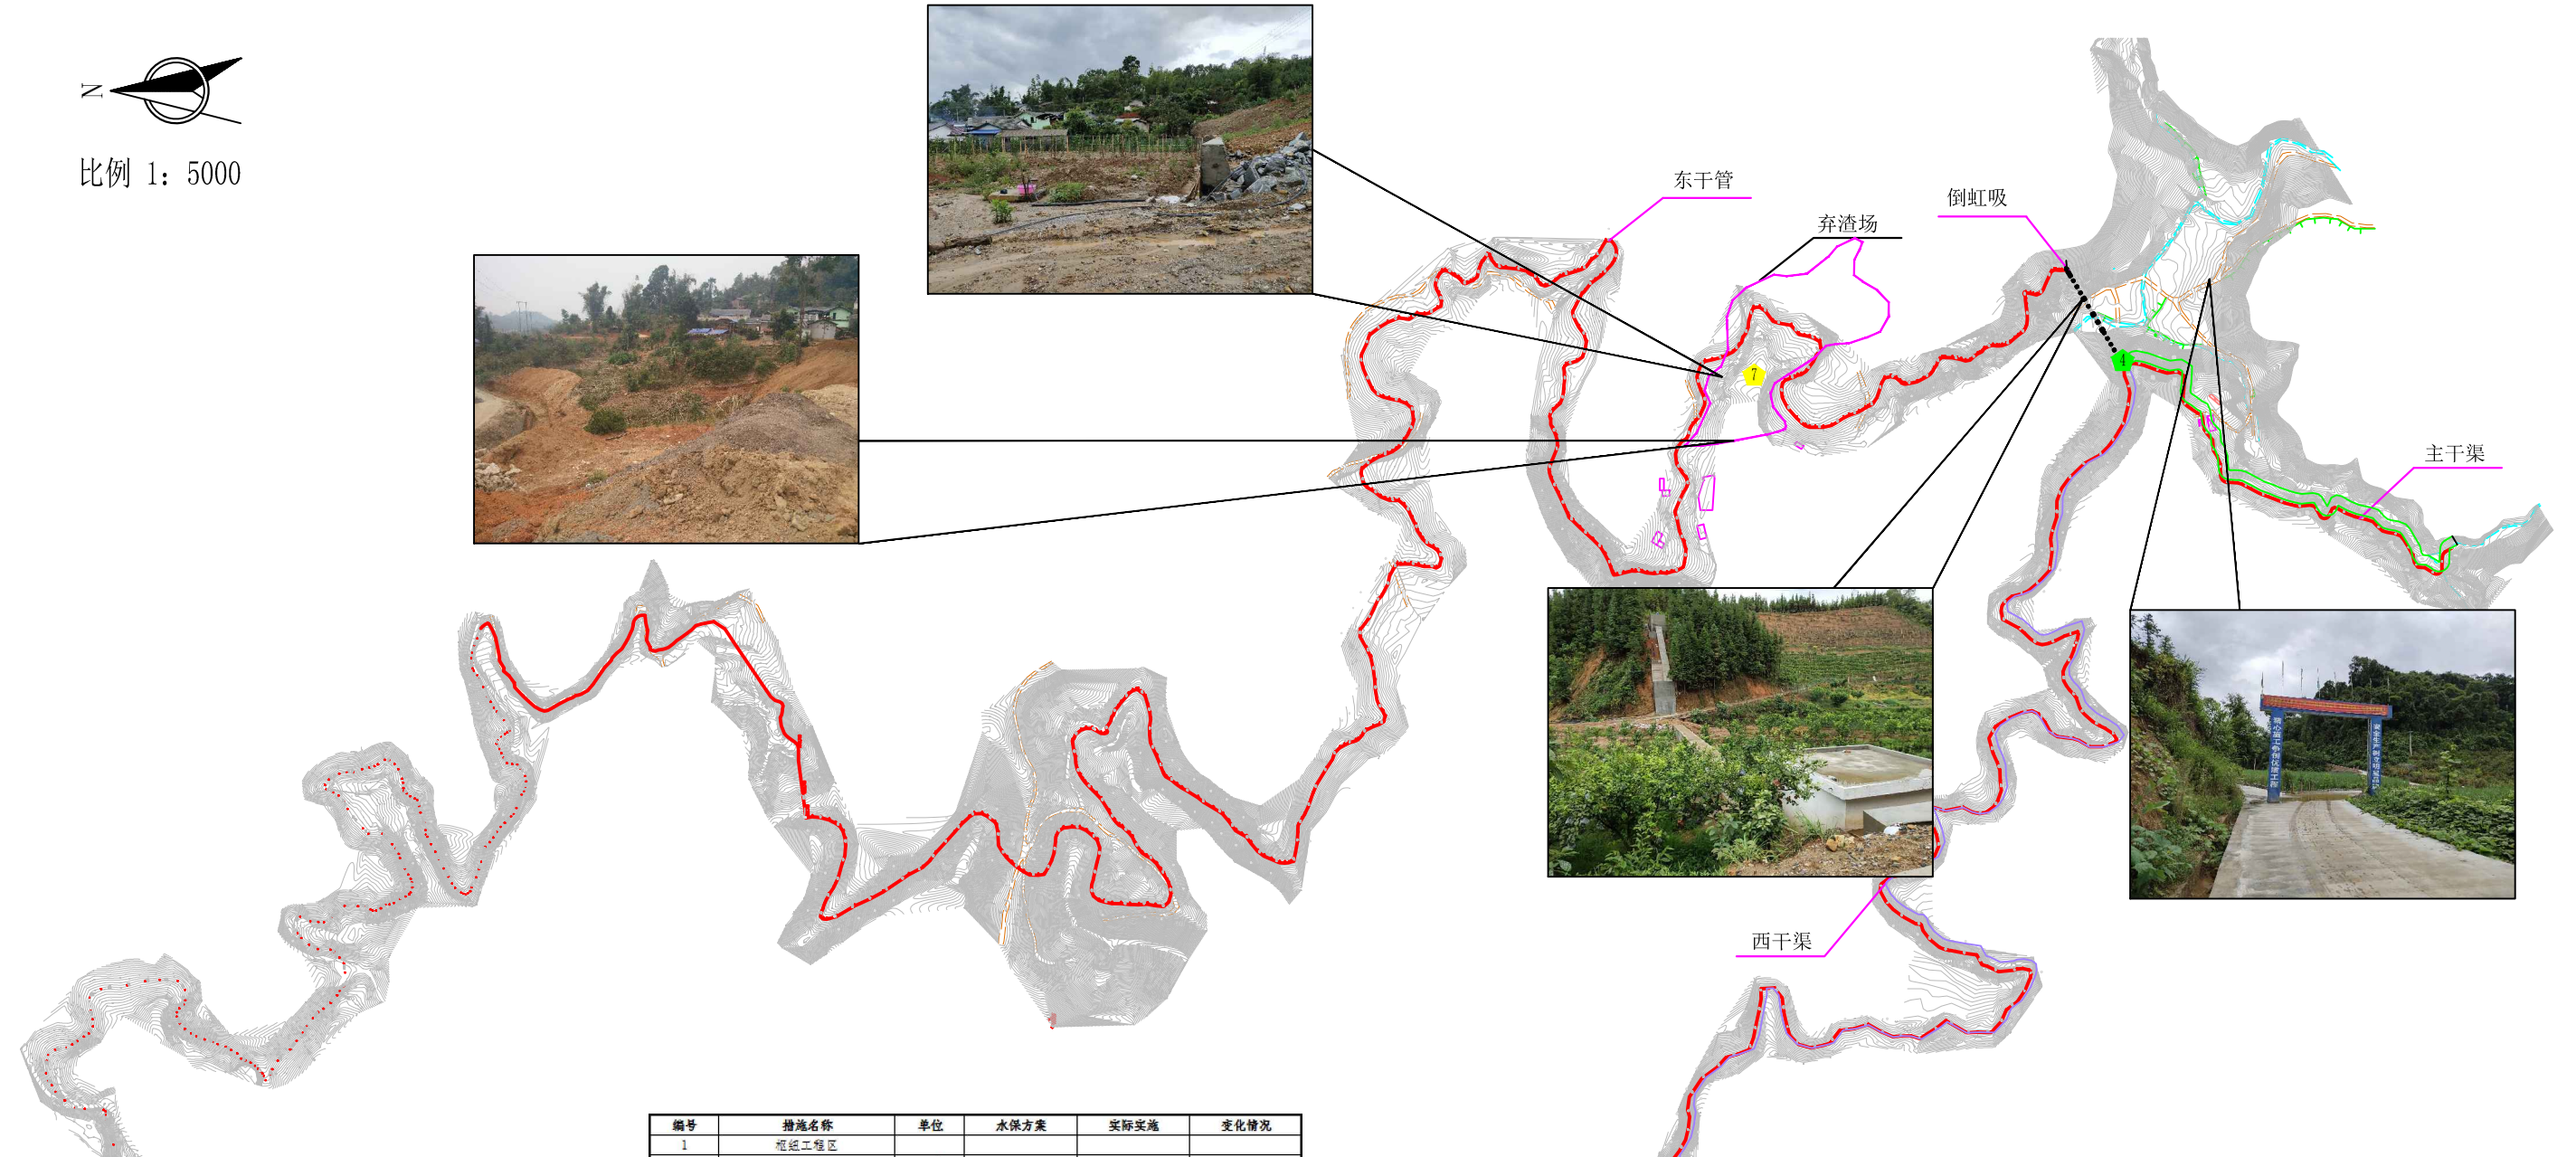 N
比例 1: 5000
东干管
弃渣场
倒虹吸
7
4
主干渠
西干渠
编号 措施名称 单位 水保方案 实际实施 变化情况
1 枢纽工程区